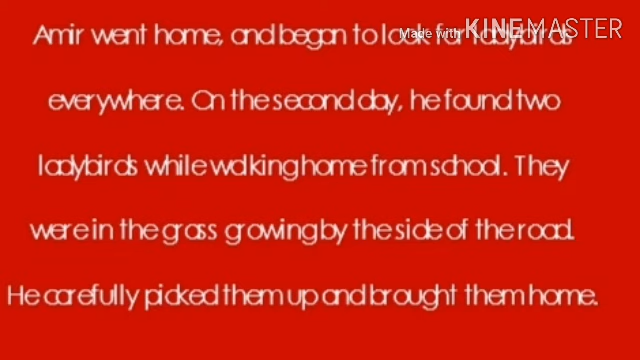 Made with KINEMASTER
Amir went home, and began to look for ladybirds
everywhere. On the second day, he found two
ladybirds while walking home from school. They
were in the grass growing by the side of the road.
He carefully picked them up and brought them home.